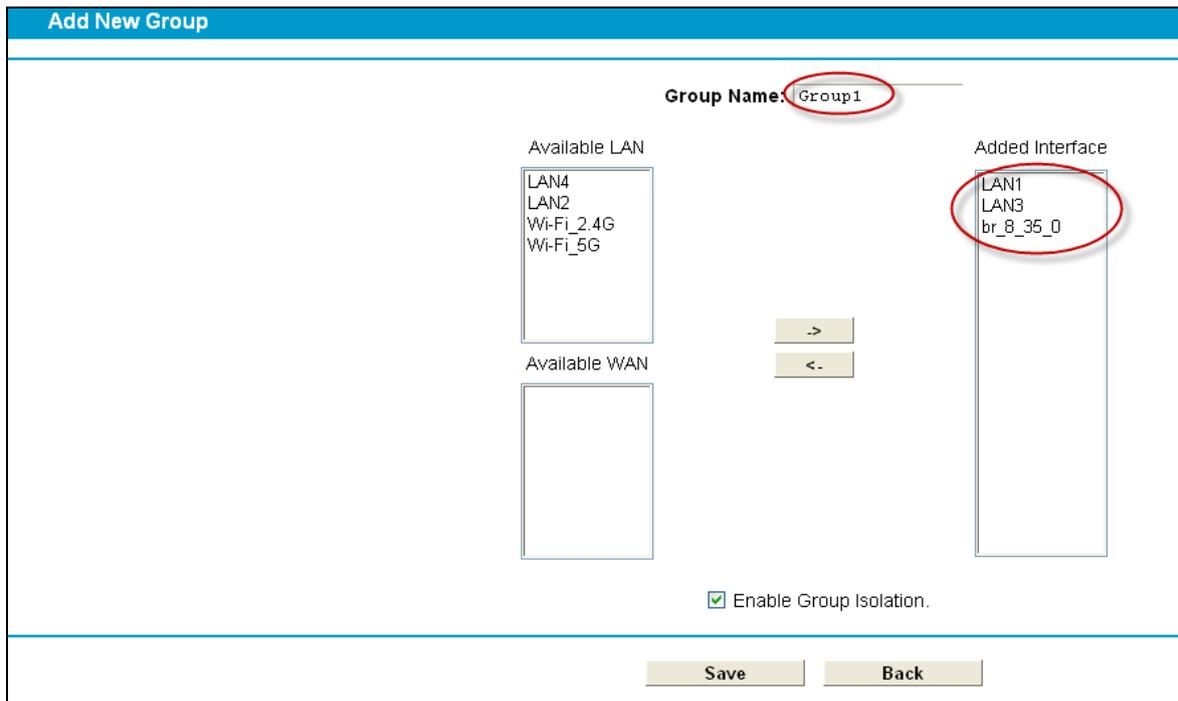 Add New Group
Group Name: Group1
Available LAN
LAN4
LAN2
Wi-Fi_2.4G
Wi-Fi_5G
Added Interface
LAN1
LAN3
br_8_35_0
->
<-
Available WAN
Enable Group Isolation.
Save
Back